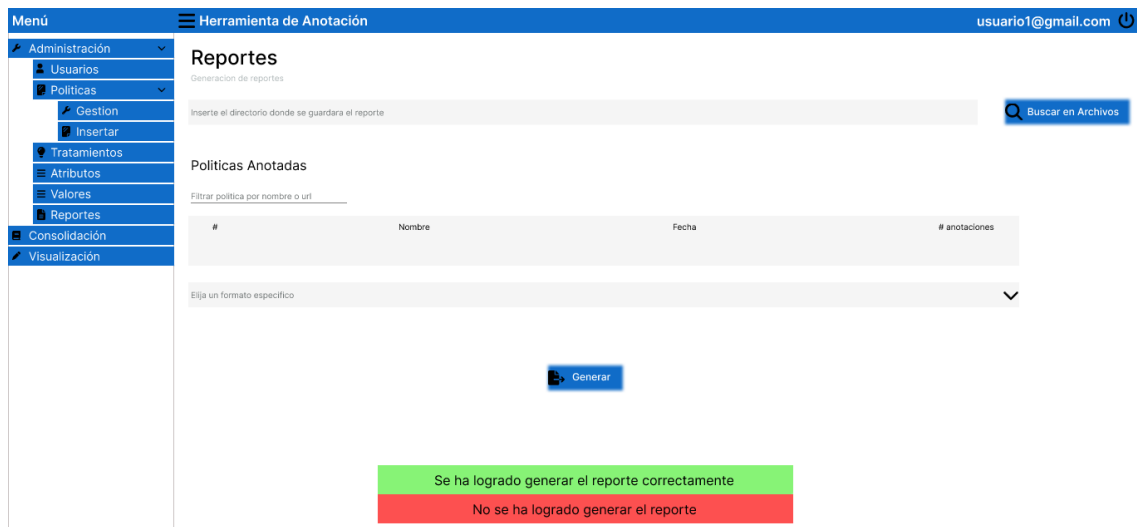 Menú
Herramienta de Anotación
usuario1@gmail.com
Administración
Usuarios
Politicas
Gestion
Insertar
Tratamientos
Atributos
Valores
Reportes
Consolidación
Visualización
Reportes
Generacion de reportes
Inserte el directorio donde se guardara el reporte
Buscar en Archivos
Politicas Anotadas
Filtrar política por nombre o url
# Nombre Fecha # anotaciones
Elija un formato especifico
Generar
Se ha logrado generar el reporte correctamente
No se ha logrado generar el reporte